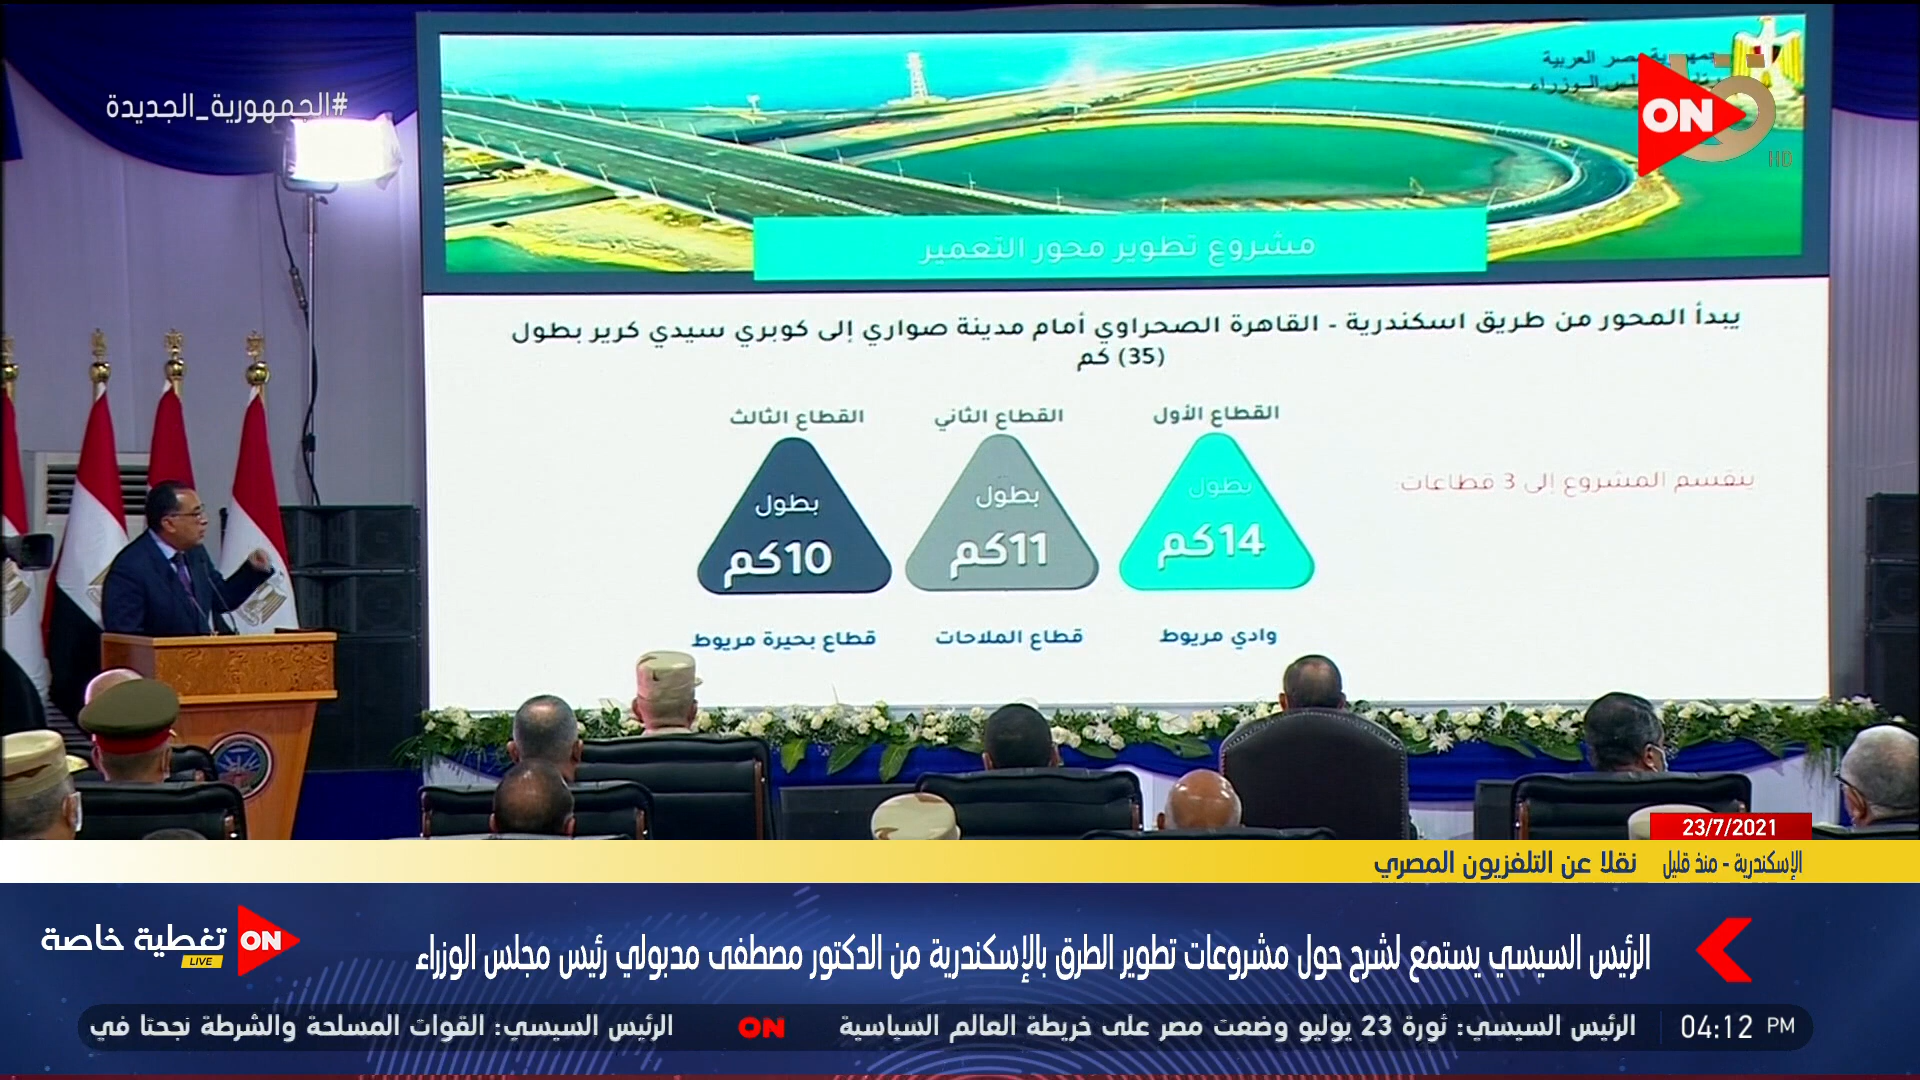 #الجمهورية_الجديدة
جمهورية مصر العربية
ON
HD
مشروع تطوير محور التعمير
يبدأ المحور من طريق اسكندرية - القاهرة الصحراوي أمام مدينة صواري إلى كوبري سيدي كرير بطول
(35) كم
ينقسم المشروع إلى 3 قطاعات:
القطاع الأول
بطول
14كم
وادي مريوط
القطاع الثاني
بطول
11كم
قطاع الملاحات
القطاع الثالث
بطول
10كم
قطاع بحيرة مريوط
23/7/2021
الإسكندرية - منذ قليل نقلا عن التلفزيون المصري
الرئيس السيسي يستمع لشرح حول مشروعات تطوير الطرق بالإسكندرية من الدكتور مصطفى مدبولي رئيس مجلس الوزراء
ON تغطية خاصة
LIVE
04:12 PM
الرئيس السيسي: ثورة 23 يوليو وضعت مصر على خريطة العالم السياسية ON الرئيس السيسي: القوات المسلحة والشرطة نجحتا في